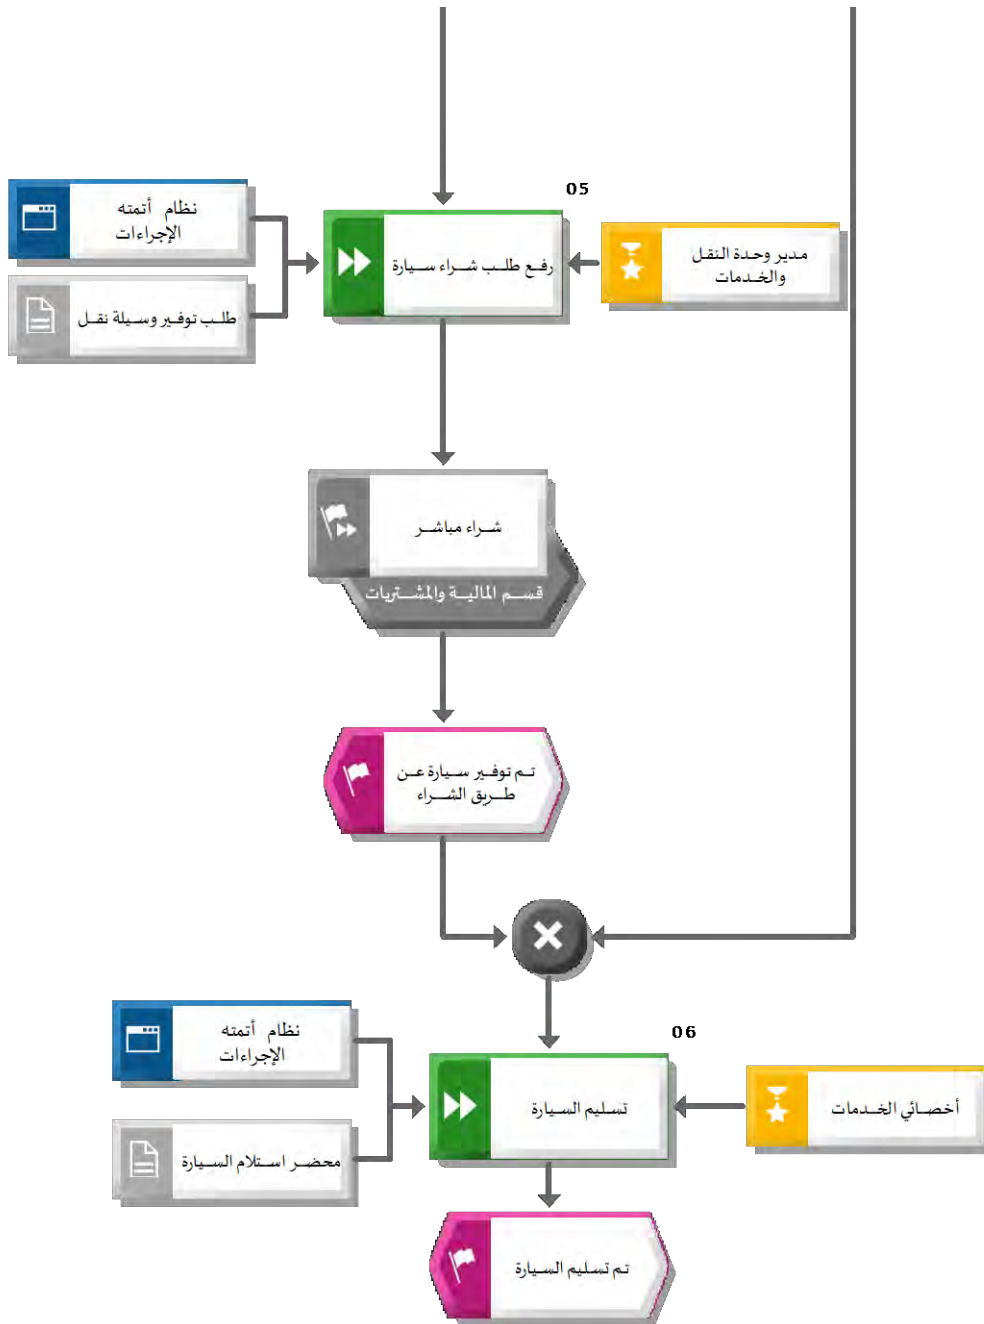 05
مدير وحدة النقل
والخدمات
رفع طلب شراء سيارة
نظام أتمته
الإجراءات
طلب توفير وسيلة نقل
شراء مباشر
قسم المالية والمشتريات
تم توفير سيارة عن
طريق الشراء
06
أخصائي الخدمات
تسليم السيارة
نظام أتمته
الإجراءات
محضر استلام السيارة
تم تسليم السيارة